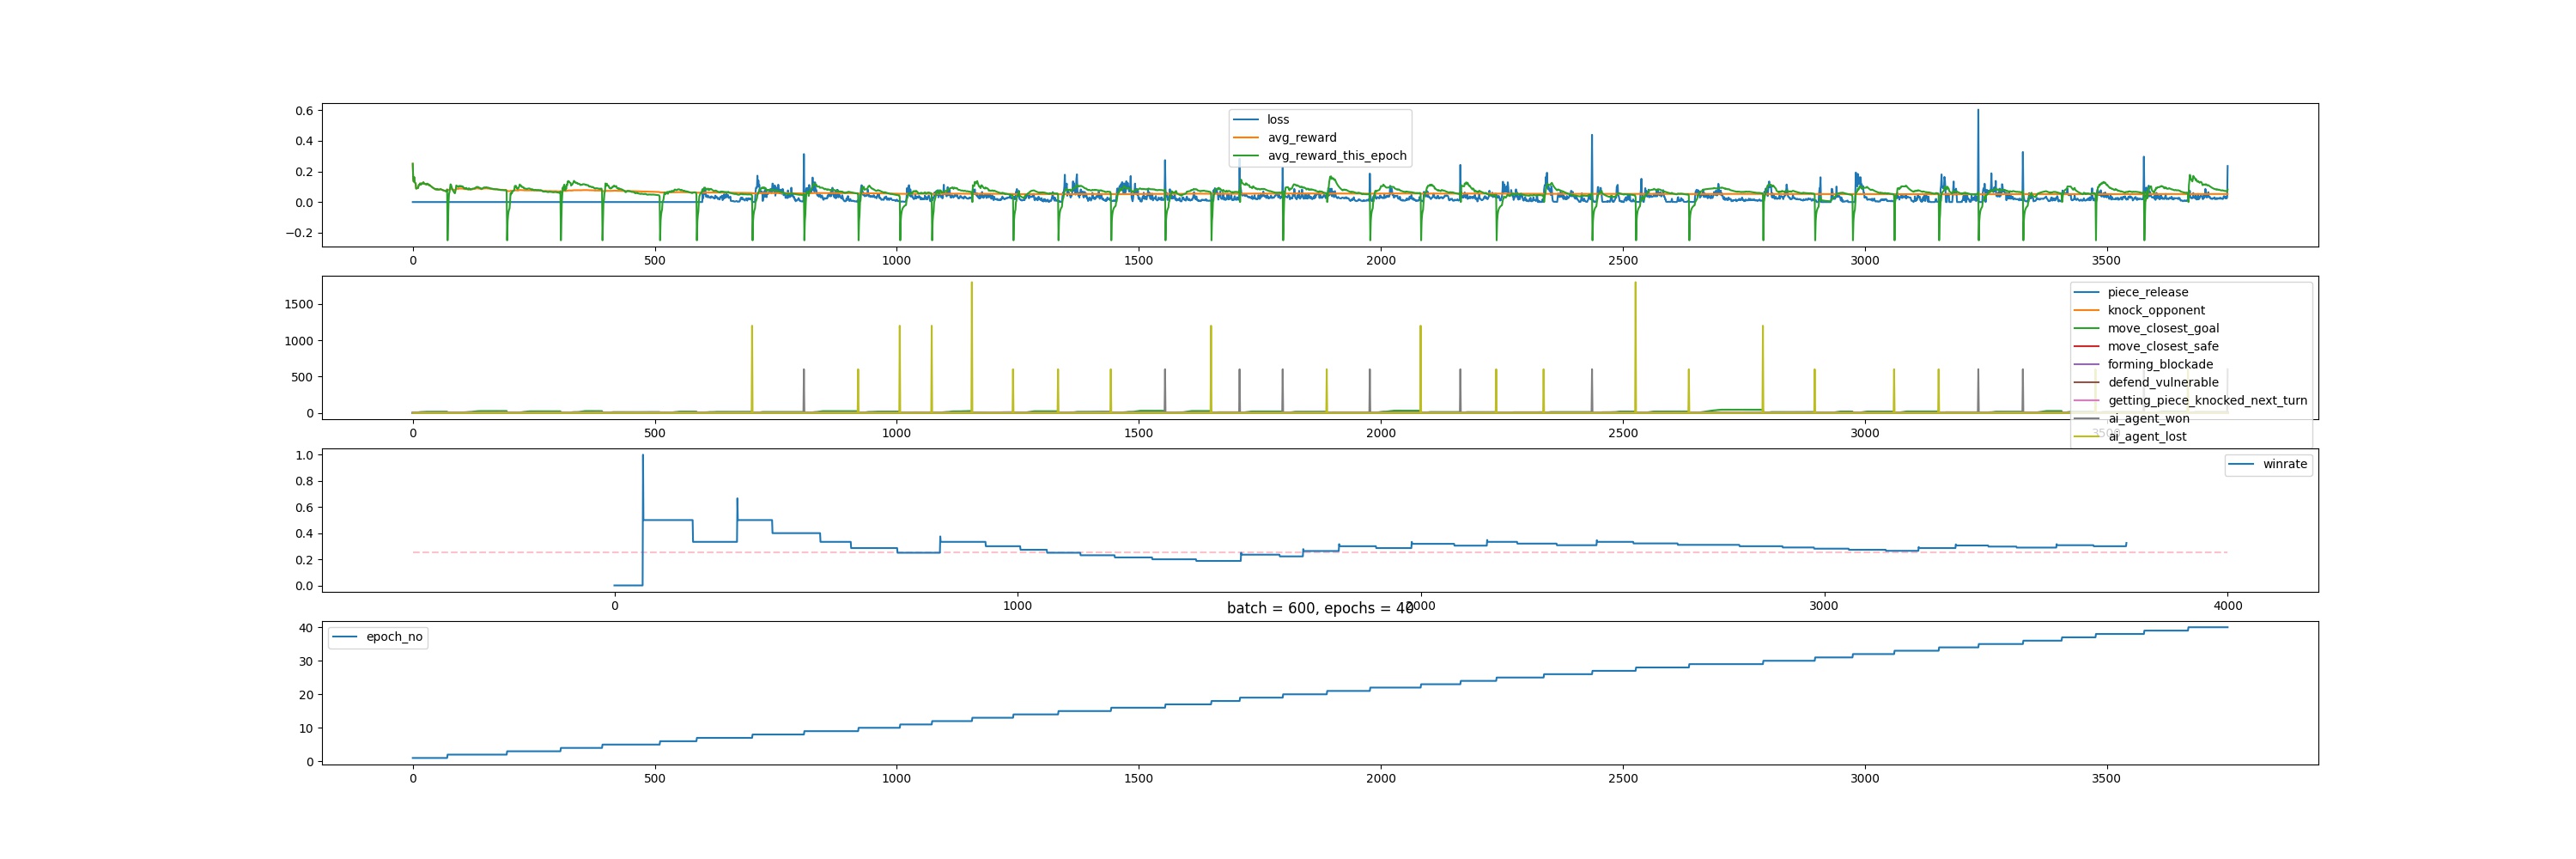 0.6
0.4
0.2
0.0
−0.2
loss
avg_reward
avg_reward_this_epoch
0 500 1000 1500 2000 2500 3000 3500
1500
1000
500
0
piece_release
knock_opponent
move_closest_goal
move_closest_safe
forming_blockade
defend_vulnerable
getting_piece_knocked_next_turn
ai_agent_won
ai_agent_lost
0 500 1000 1500 2000 2500 3000 3500
1.0
0.8
0.6
0.4
0.2
0.0
winrate
0 1000 2000 3000 4000
batch = 600, epochs = 40
40
30
20
10
0
epoch_no
0 500 1000 1500 2000 2500 3000 3500